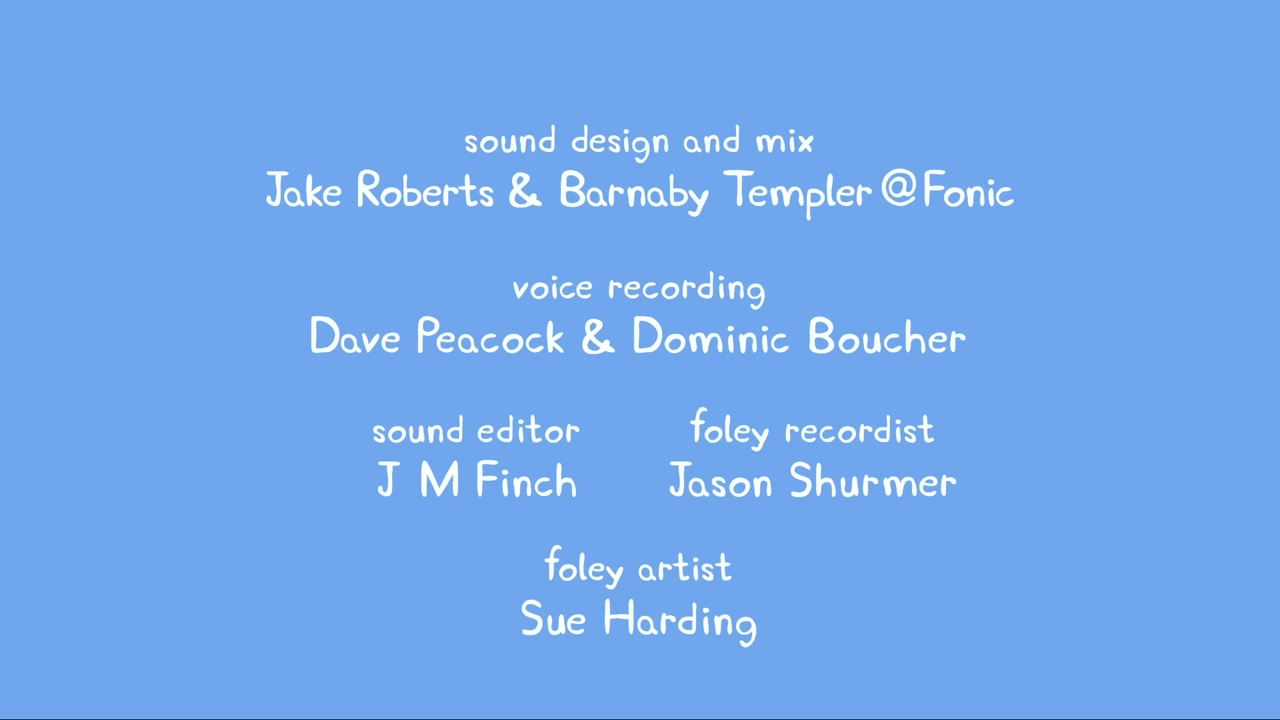 sound design and mix
Jake Roberts & Barnaby Templer @Fonic
voice recording
Dave Peacock & Dominic Boucher
sound editor
J M Finch
foley recordist
Jason Shurmer
foley artist
Sue Harding